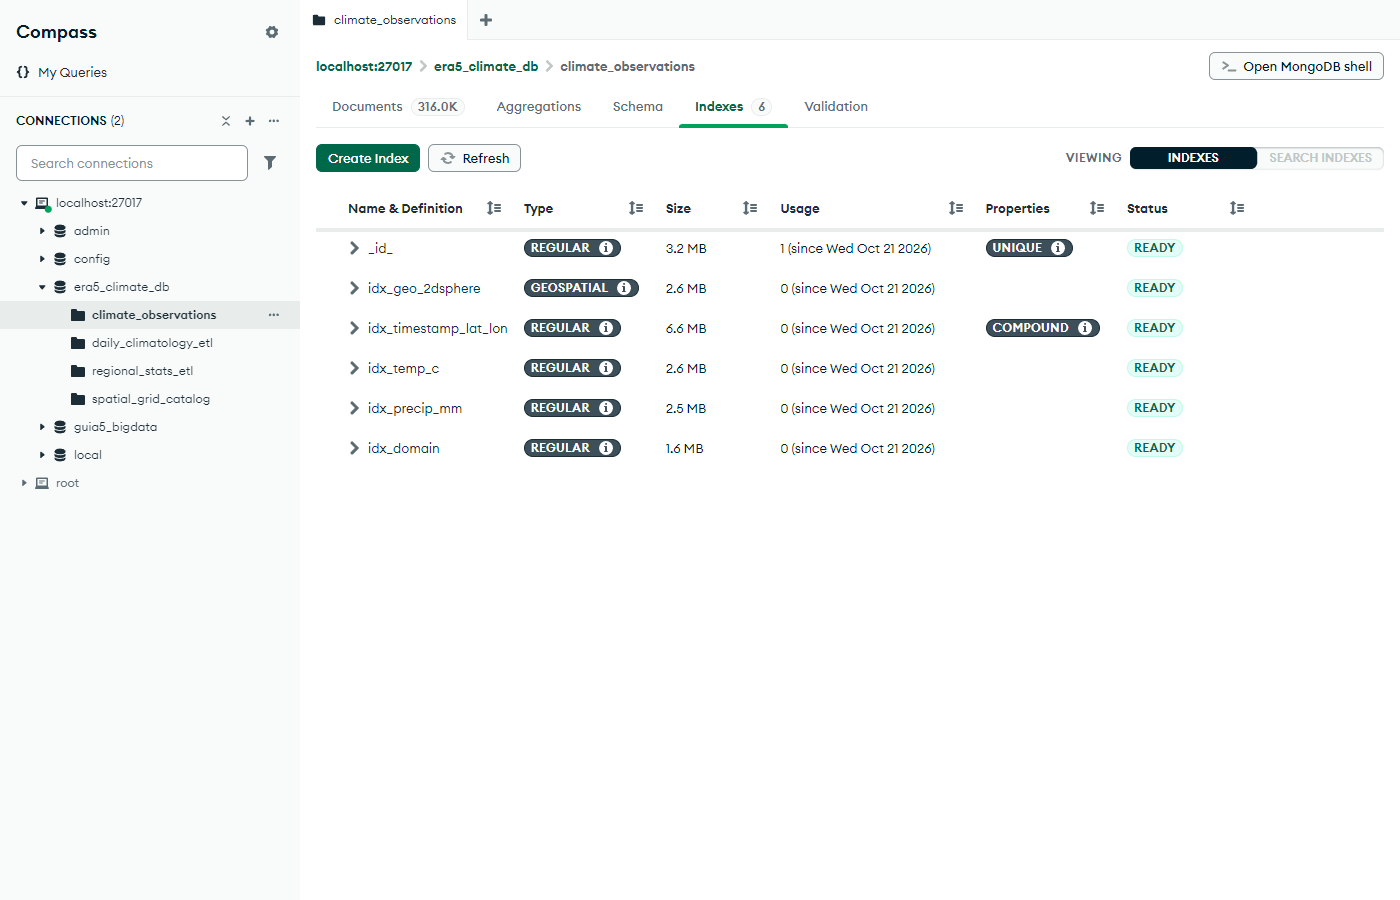 Compass
My Queries
CONNECTIONS (2)
Search connections
localhost:27017
admin
config
era5_climate_db
climate_observations
daily_climatology_etl
regional_stats_etl
spatial_grid_catalog
guia5_bigdata
local
root
climate_observations
localhost:27017 era5_climate_db climate_observations
Open MongoDB shell
Documents 316.0K Aggregations Schema Indexes 6 Validation
Create Index Refresh VIEWING INDEXES SEARCH INDEXES
Name & Definition Type Size Usage Properties Status
_id_ REGULAR 3.2 MB 1 (since Wed Oct 21 2026) UNIQUE READY
idx_geo_2dsphere GEOSPATIAL 2.6 MB 0 (since Wed Oct 21 2026) READY
idx_timestamp_lat_lon REGULAR 6.6 MB 0 (since Wed Oct 21 2026) COMPOUND READY
idx_temp_c REGULAR 2.6 MB 0 (since Wed Oct 21 2026) READY
idx_precip_mm REGULAR 2.5 MB 0 (since Wed Oct 21 2026) READY
idx_domain REGULAR 1.6 MB 0 (since Wed Oct 21 2026) READY